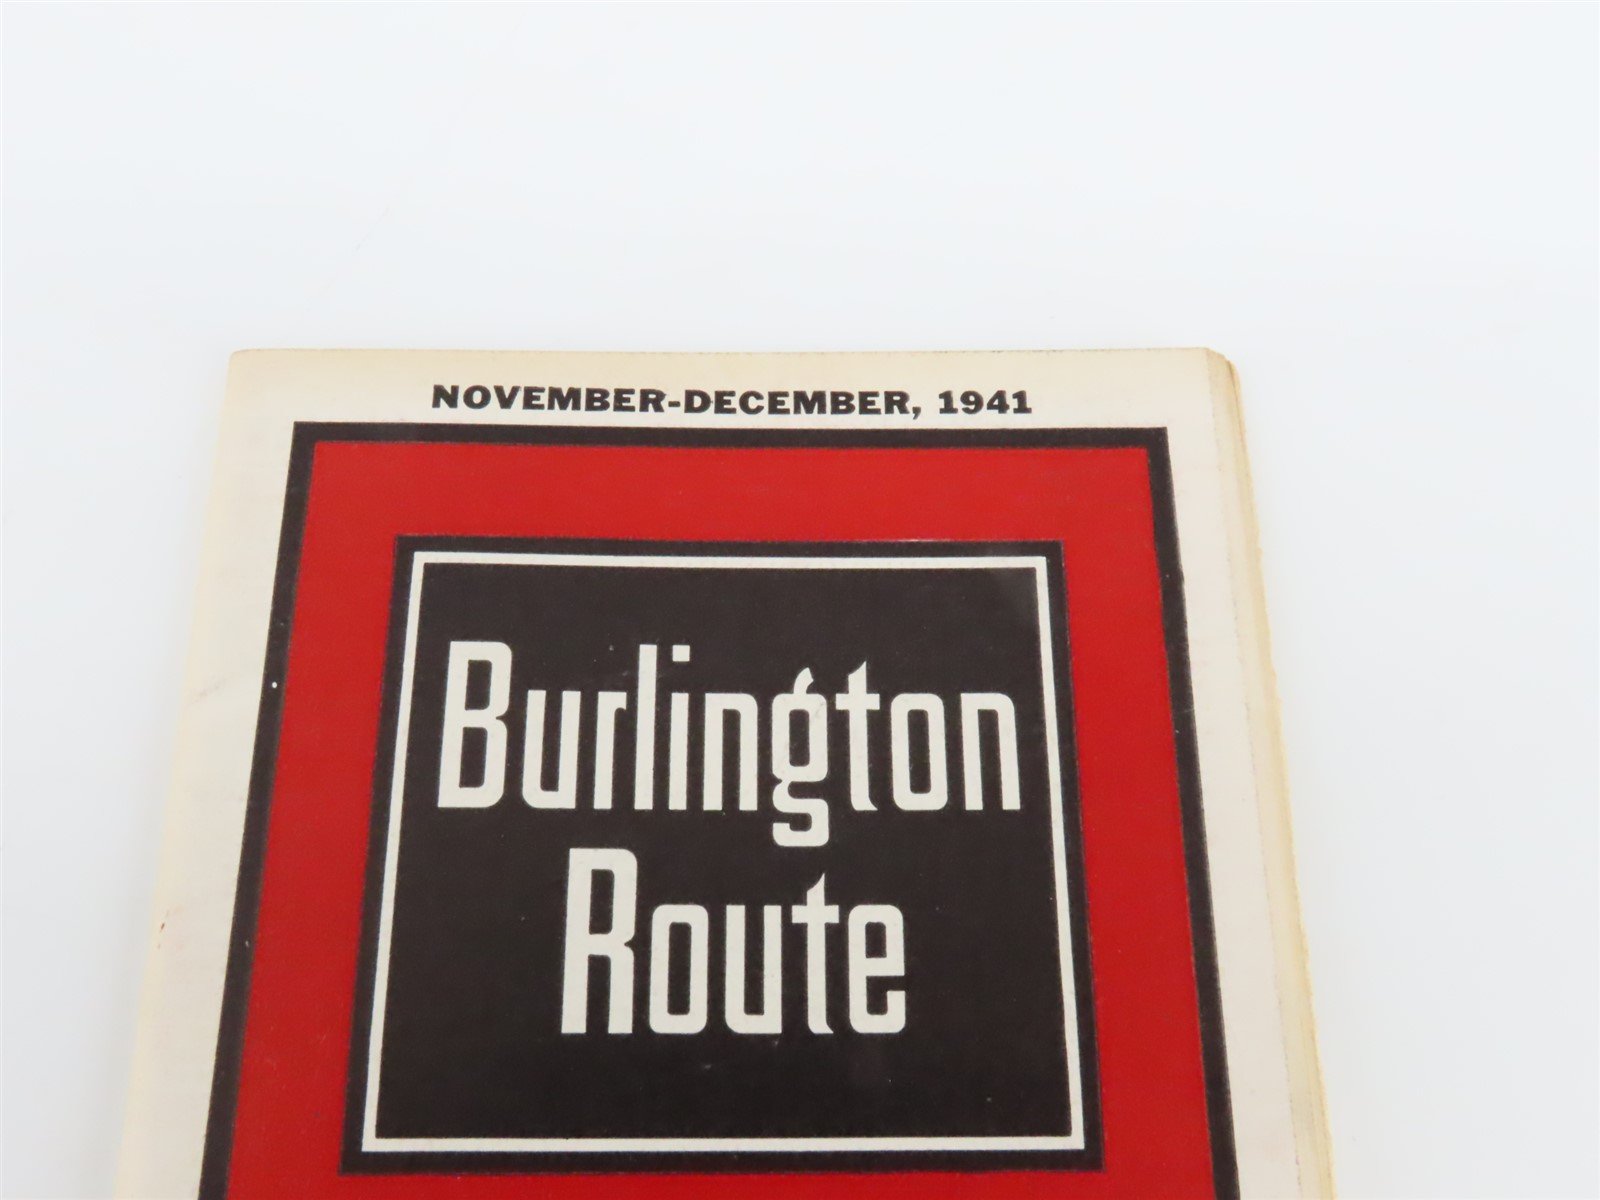 NOVEMBER-DECEMBER, 1941
Burlington
Route